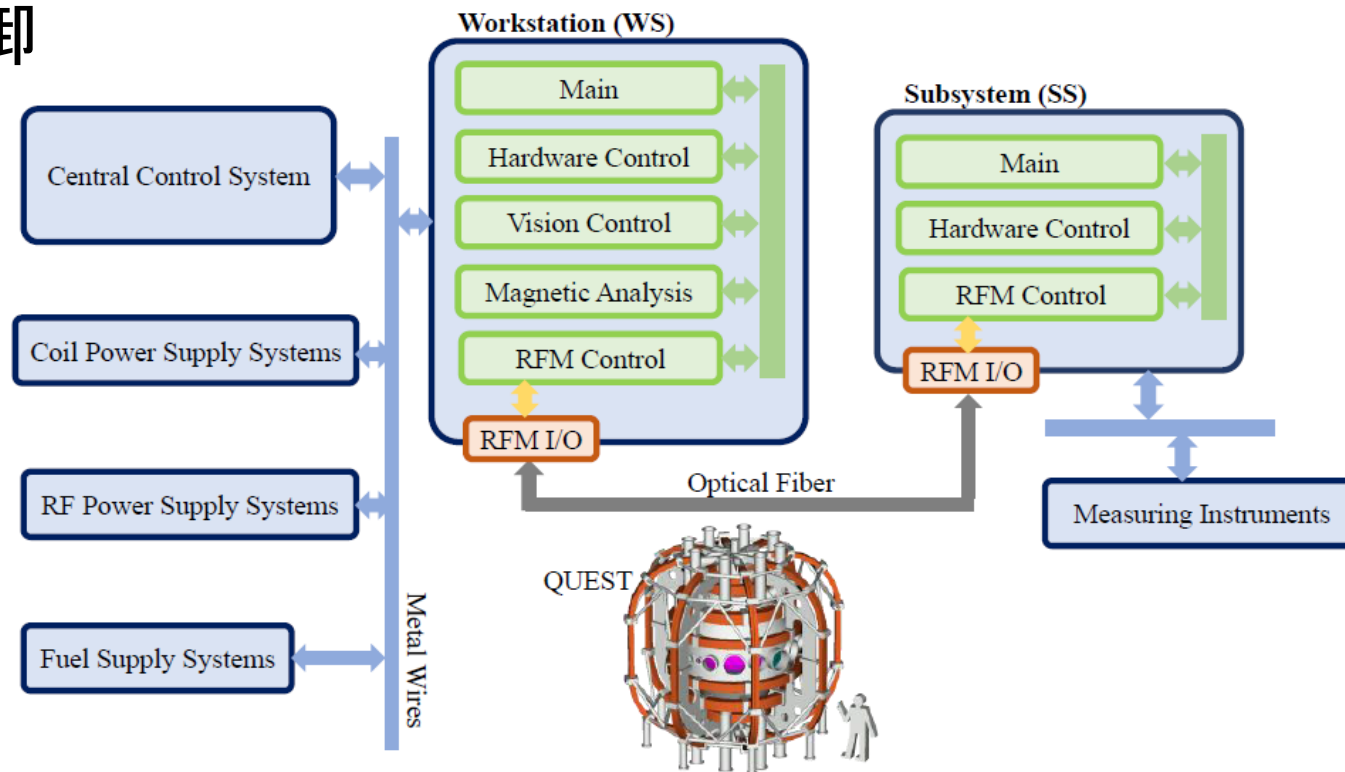 御
Workstation (WS)
Main
Hardware Control
Vision Control
Magnetic Analysis
RFM Control
RFM I/O
Subsystem (SS)
Main
Hardware Control
RFM Control
RFM I/O
Central Control System
Coil Power Supply Systems
RF Power Supply Systems
Fuel Supply Systems
Metal Wires
Optical Fiber
Measuring Instruments
QUEST